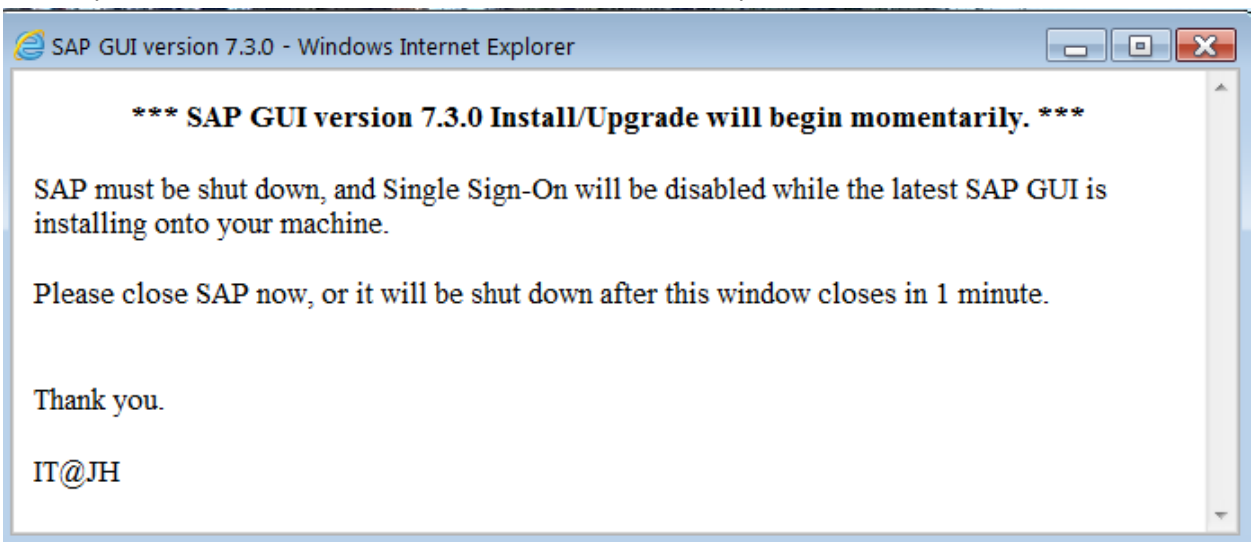 SAP GUI version 7.3.0 - Windows Internet Explorer
*** SAP GUI version 7.3.0 Install/Upgrade will begin momentarily. ***
SAP must be shut down, and Single Sign-On will be disabled while the latest SAP GUI is
installing onto your machine.
Please close SAP now, or it will be shut down after this window closes in 1 minute.
Thank you.
IT@JH